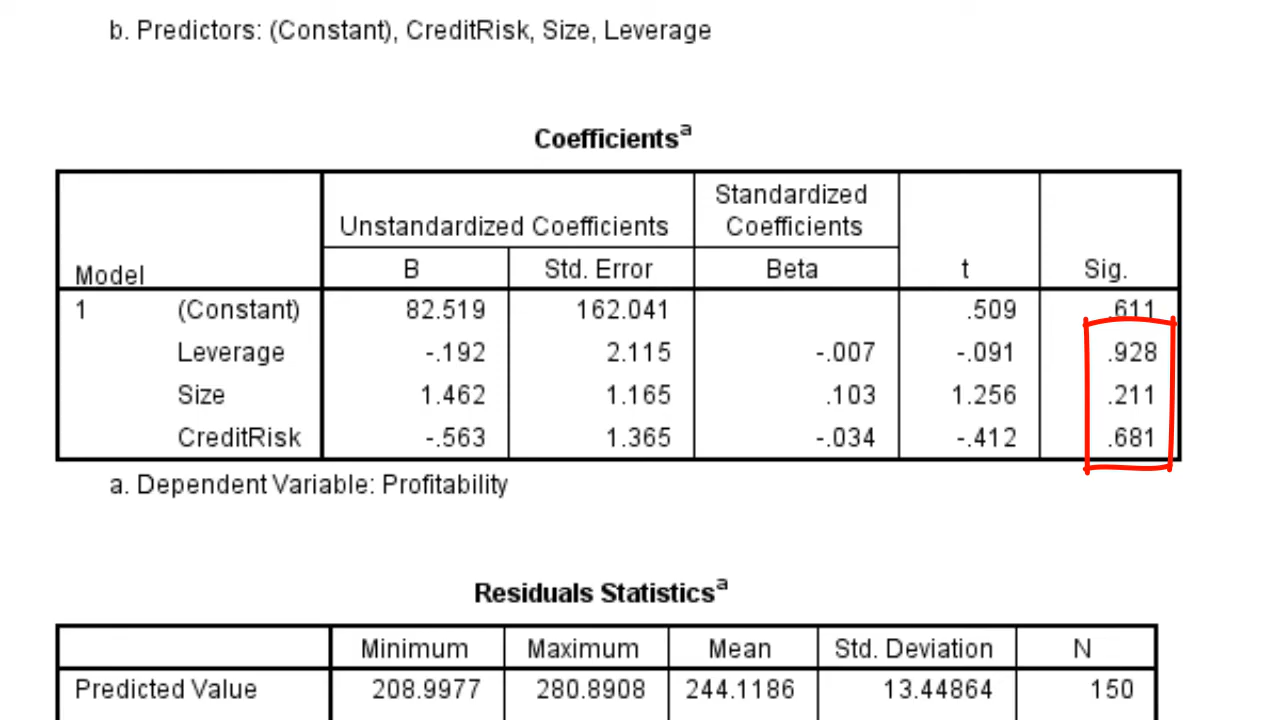 b. Predictors: (Constant), CreditRisk, Size, Leverage
Coefficientsa
Model Unstandardized Coefficients Standardized Coefficients t Sig.
B Std. Error Beta
1 (Constant) 82.519 162.041 .509 .611
Leverage -.192 2.115 -.007 -.091 .928
Size 1.462 1.165 .103 1.256 .211
CreditRisk -.563 1.365 -.034 -.412 .681
a. Dependent Variable: Profitability
Residuals Statisticsa
Minimum Maximum Mean Std. Deviation N
Predicted Value 208.9977 280.8908 244.1186 13.44864 150